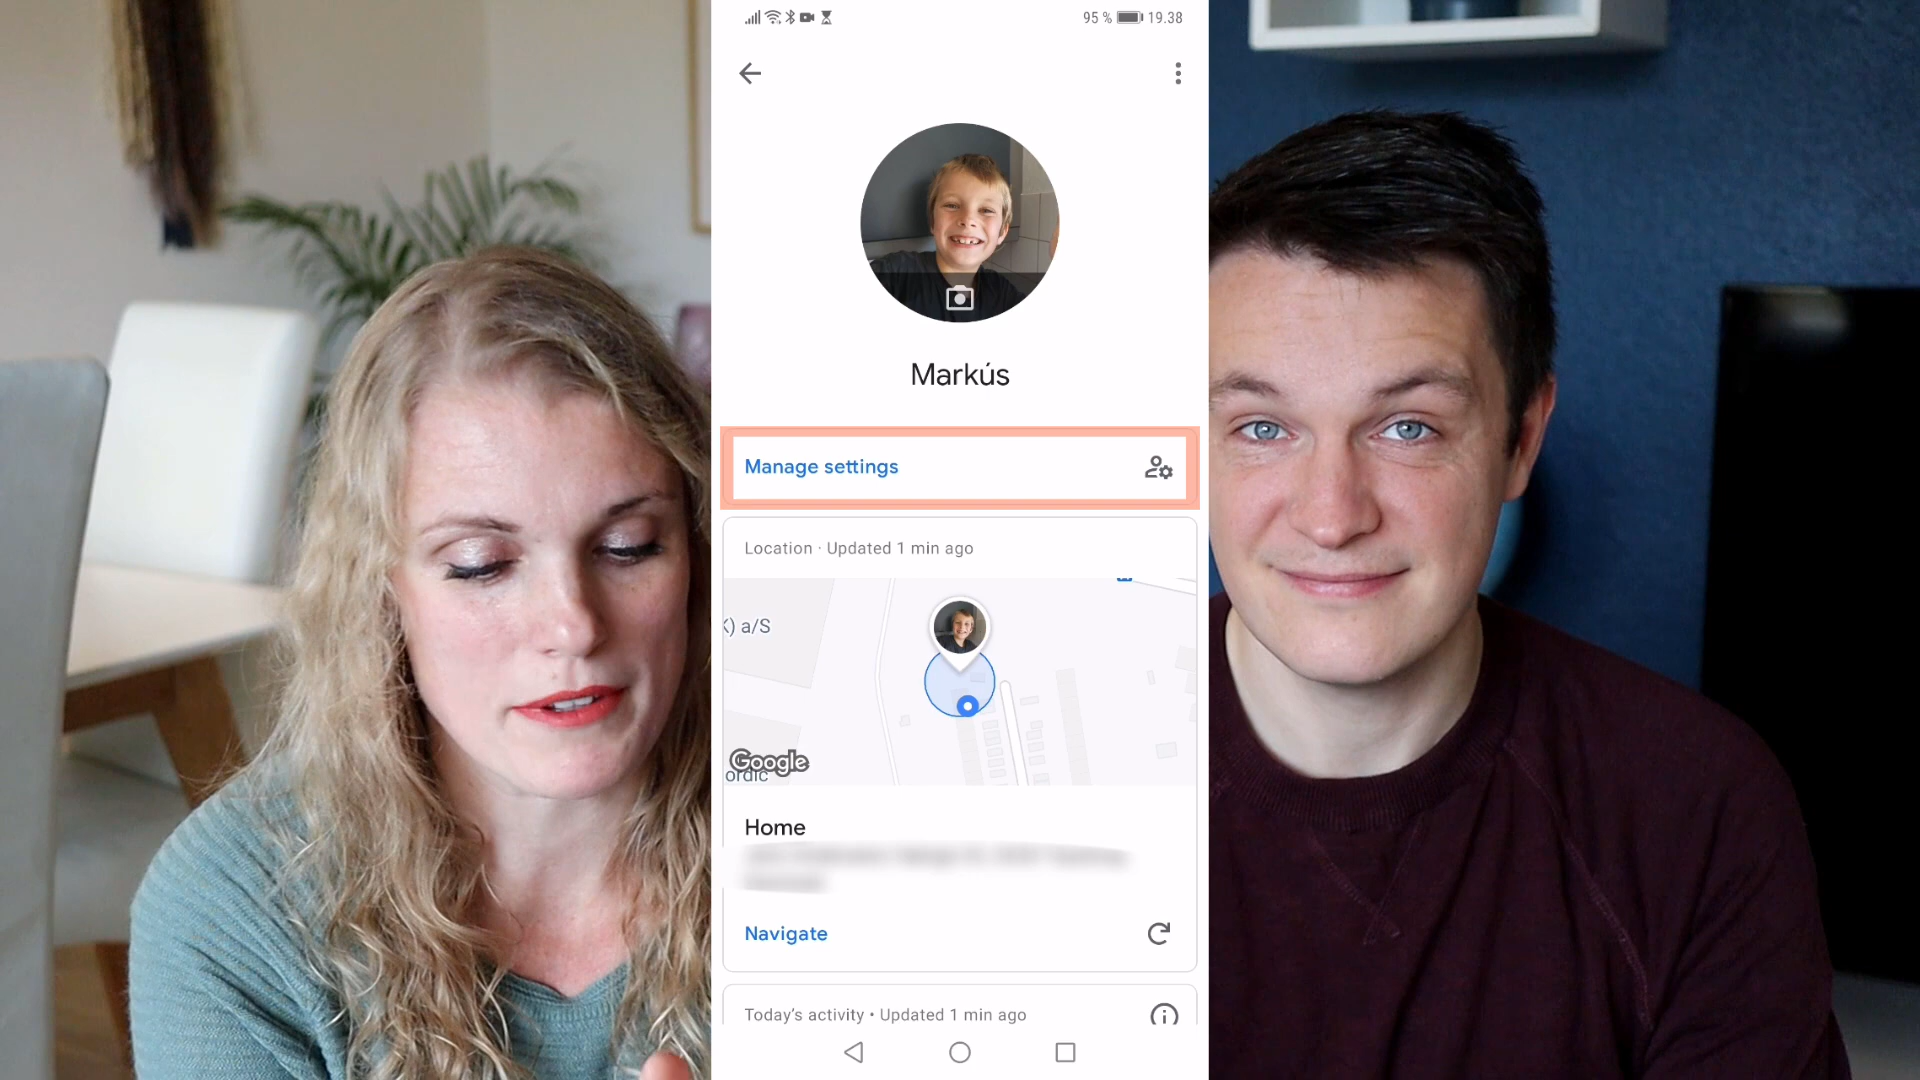 95 % 19.38
Markús
Manage settings
Location · Updated 1 min ago
K) a/S
Google
ordic
Home
Navigate
Today's activity • Updated 1 min ago